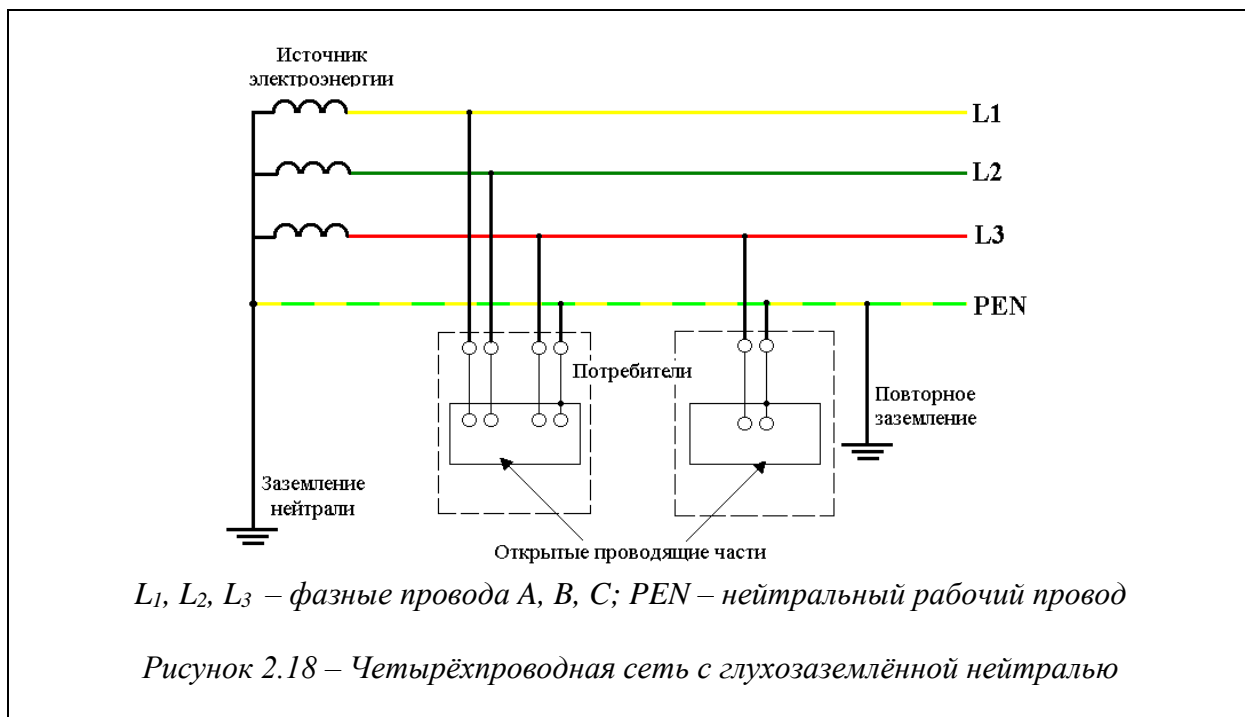 Источник
электроэнергии
L1
L2
L3
PEN
Потребители
Повторное
заземление
Заземление
нейтрали
Открытые проводящие части
L1, L2, L3 – фазные провода A, B, C; PEN – нейтральный рабочий провод
Рисунок 2.18 – Четырёхпроводная сеть с глухозаземлённой нейтралью